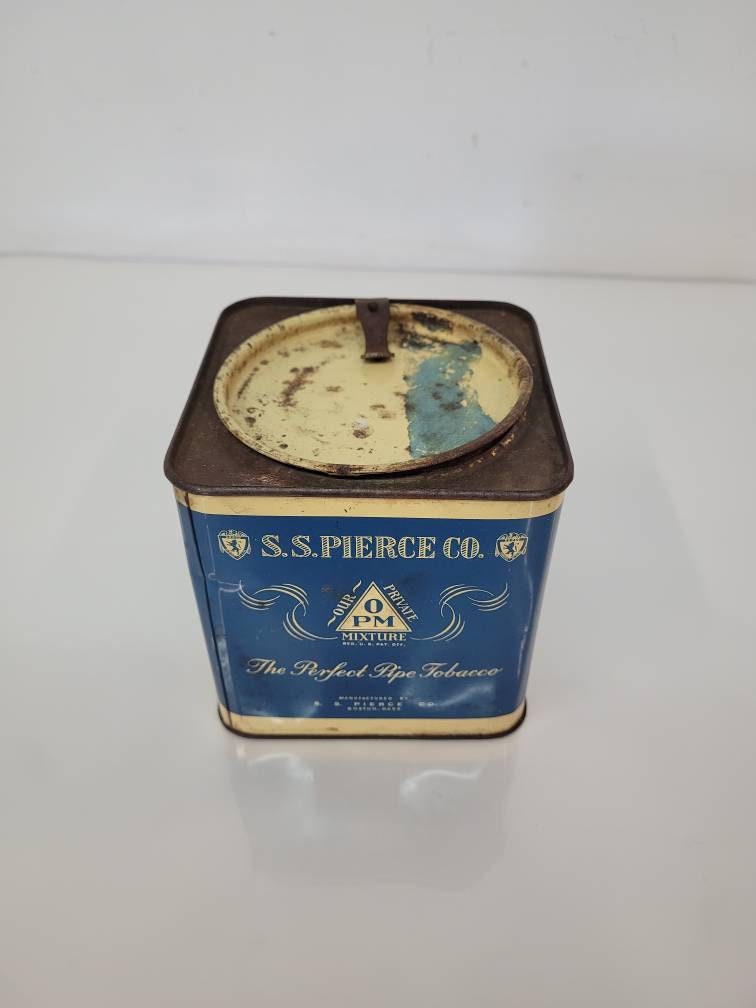 S.S.PIERCE CO.
OUR PRIVATE
O
PM
MIXTURE
REG. U.S. PAT. OFF.
The Perfect Pipe Tobacco
MANUFACTURED BY
S. S. PIERCE CO
BOSTON, MASS